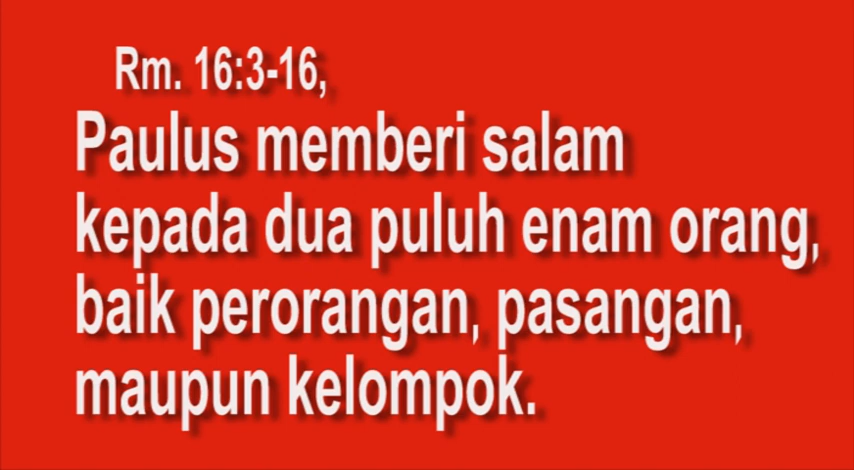 Rm. 16:3-16,
Paulus memberi salam
kepada dua puluh enam orang,
baik perorangan, pasangan,
maupun kelompok.